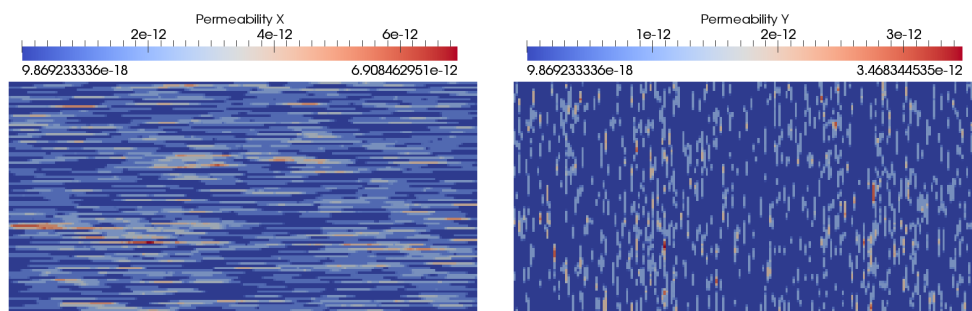 Permeability X
2e-12 4e-12 6e-12
9.869233336e-18 6.908462951e-12
Permeability Y
1e-12 2e-12 3e-12
9.869233336e-18 3.468344535e-12